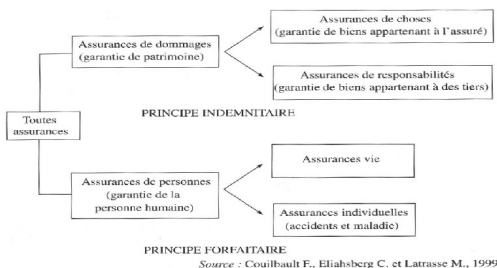 Assurances de choses
(garantie de biens appartenant à l'assuré)
Assurances de dommages
(garantie de patrimoine)
Assurances de responsabilités
(garantie de biens appartenant à des tiers)
PRINCIPE INDEMNITAIRE
Toutes
assurances
Assurances vie
Assurances de personnes
(garantie de la
personne humaine)
Assurances individuelles
(accidents et maladie)
PRINCIPE FORFAITAIRE
Source : Couilbault F., Eliahsberg C. et Latrasse M., 1999